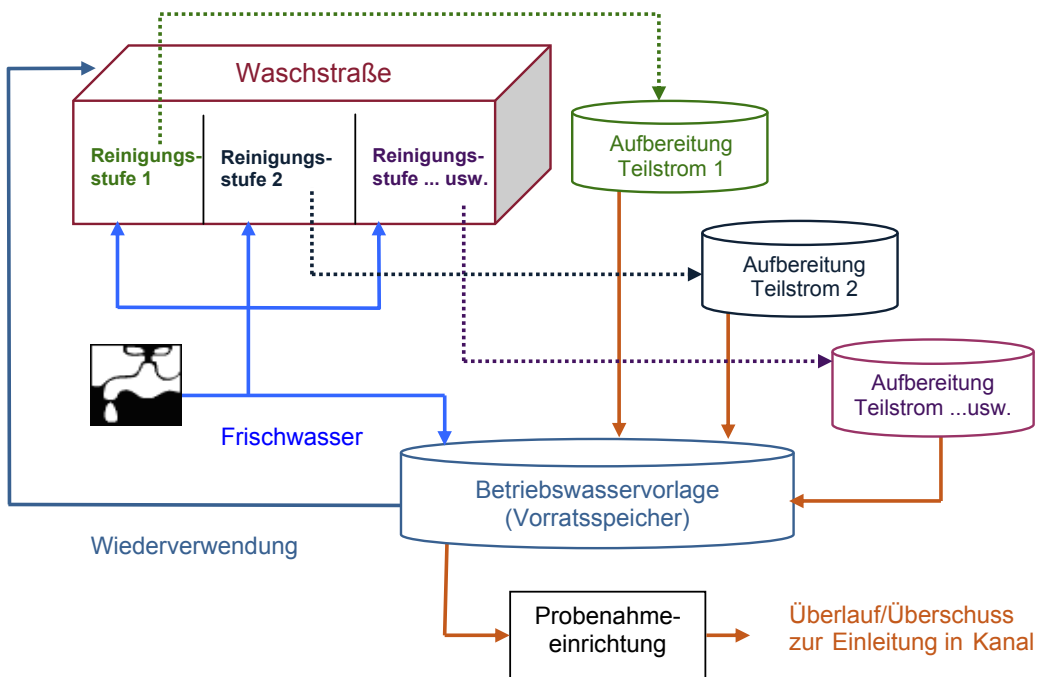 Waschstraße
Reinigungs-
stufe 1
Reinigungs-
stufe 2
Reinigungs-
stufe ... usw.
Aufbereitung
Teilstrom 1
Aufbereitung
Teilstrom 2
Aufbereitung
Teilstrom ...usw.
Frischwasser
Betriebswasservorlage
(Vorratsspeicher)
Wiederverwendung
Probenahme-
einrichtung
Überlauf/Überschuss
zur Einleitung in Kanal